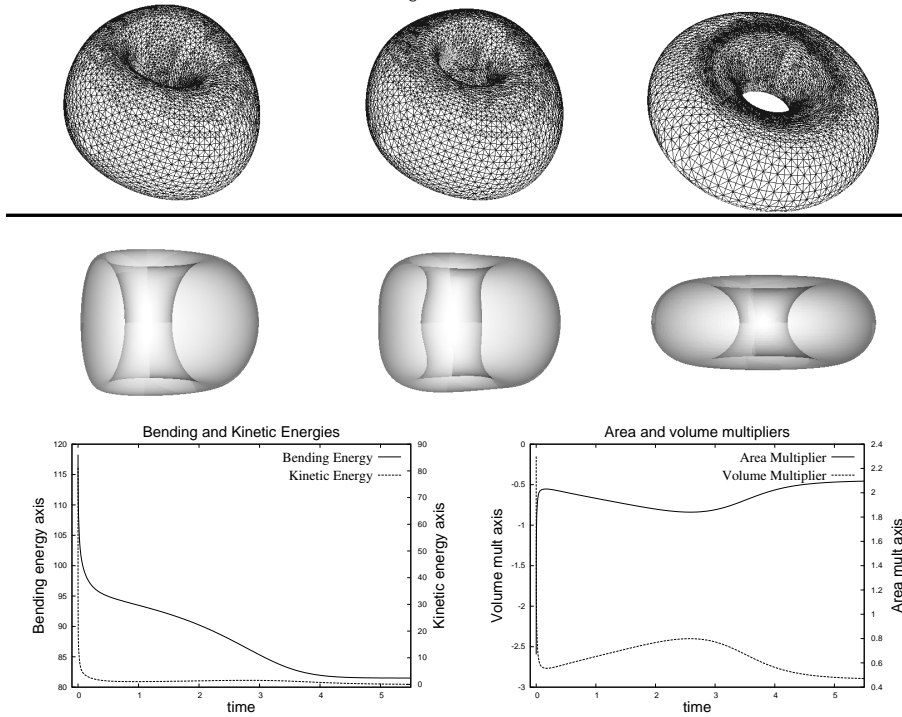 Bending and Kinetic Energies
120
115
110
105
100
95
90
85
80
90
80
70
60
50
40
30
20
10
0
0 1 2 3 4 5
Bending Energy
Kinetic Energy
Bending energy axis
Kinetic energy axis
time
Area and volume multipliers
0
-0.5
-1
-1.5
-2
-2.5
-3
2.4
2.2
2
1.8
1.6
1.4
1.2
1
0.8
0.6
0.4
0 1 2 3 4 5
Area Multiplier
Volume Multiplier
Volume mult axis
Area mult axis
time